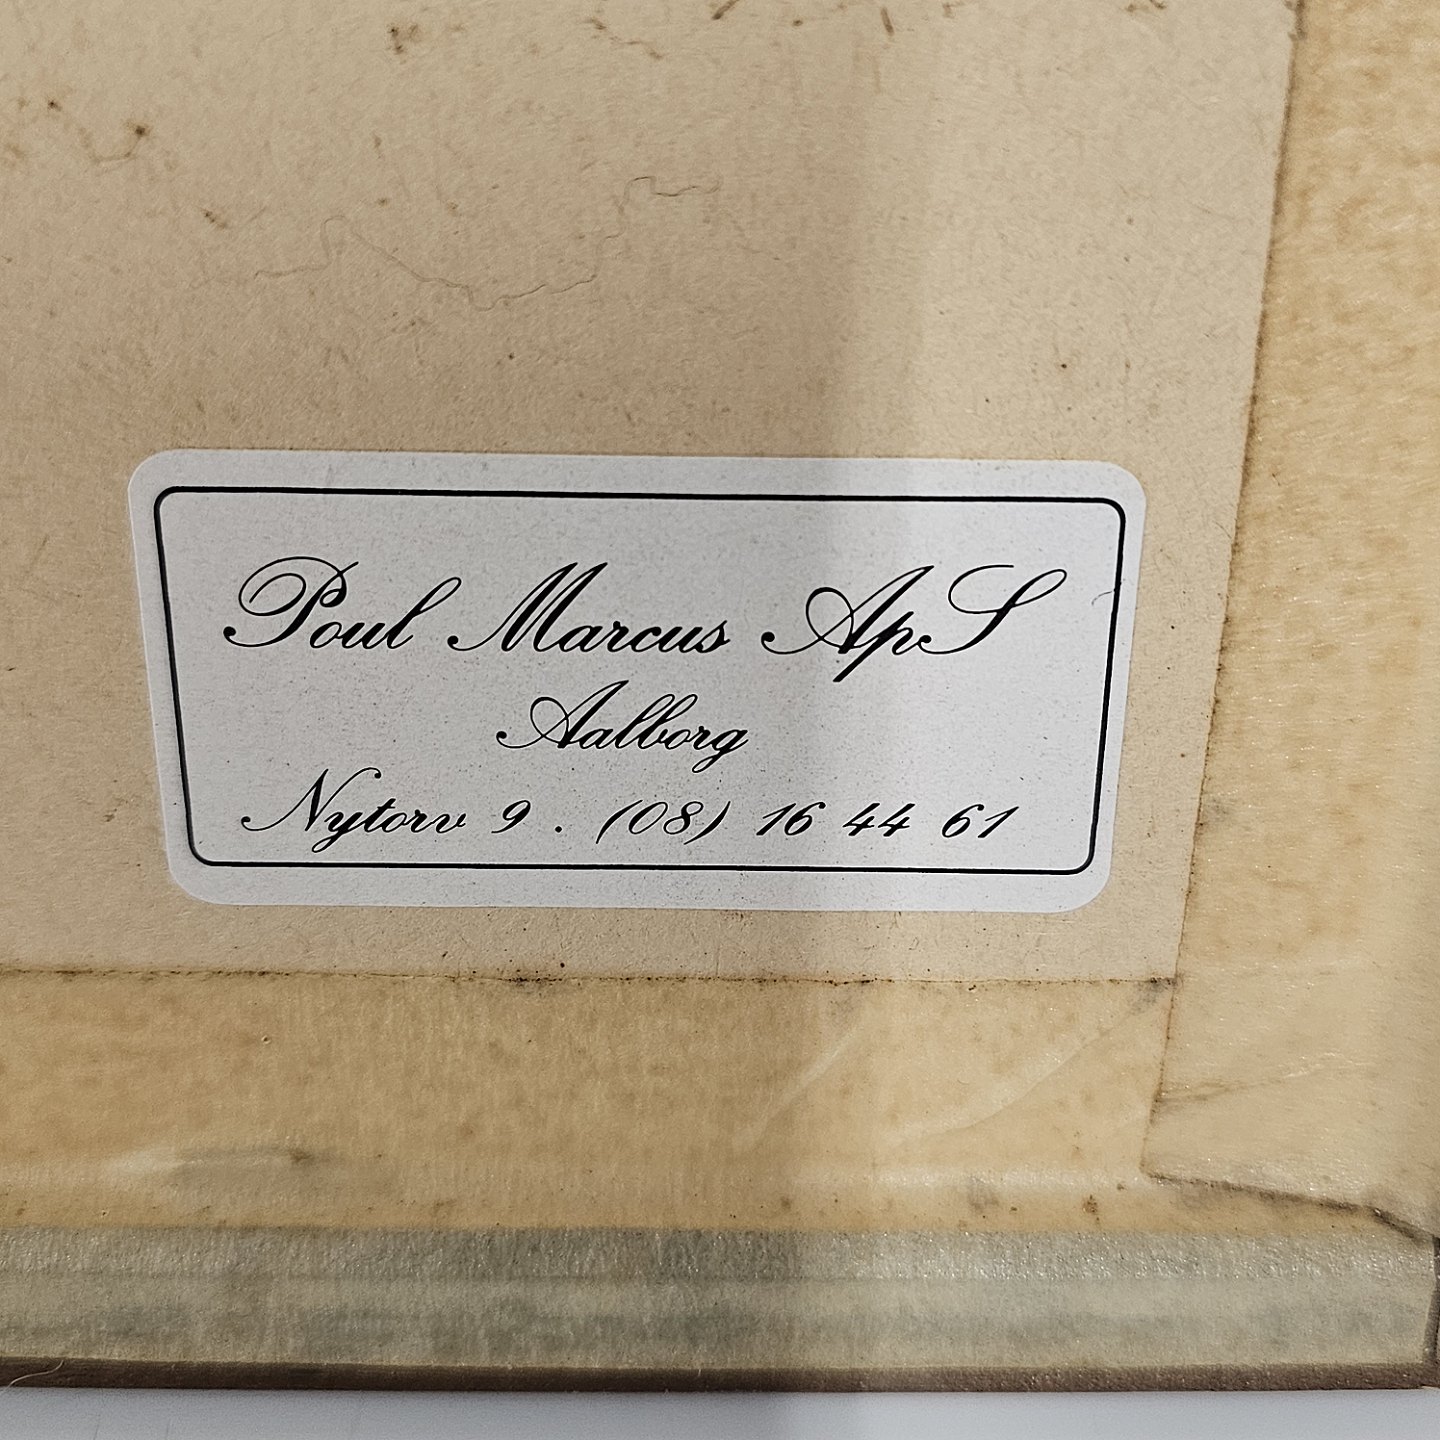 Poul Marcus ApS
Aalborg
Nytorv 9 . (08) 16 44 61